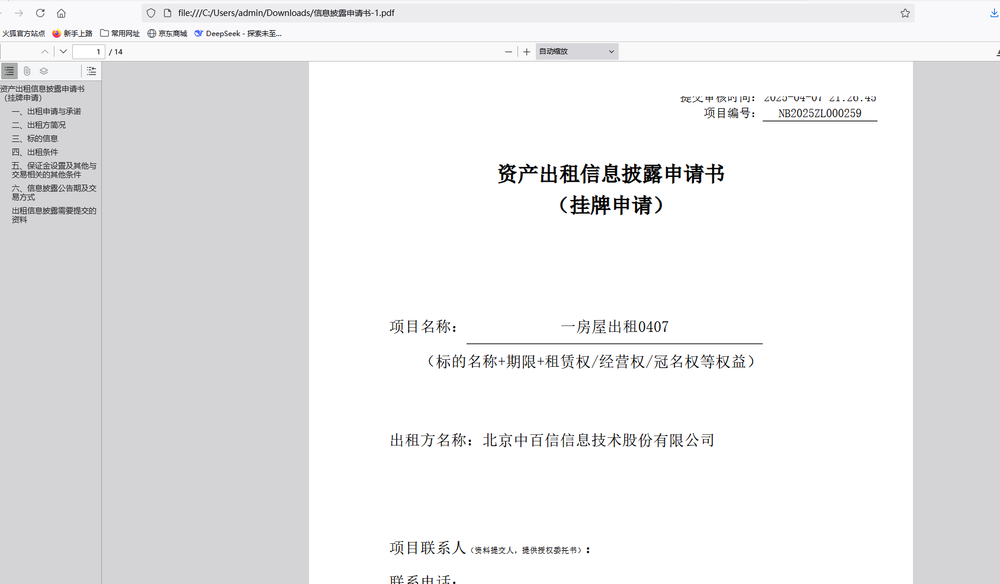 file:///C:/Users/admin/Downloads/信息披露申请书-1.pdf
火狐官方站点 新手上路 常用网址 京东商城 DeepSeek - 探索未至...
1 / 14 自动缩放
资产出租信息披露申请书
（挂牌申请）
一、出租申请与承诺
二、出租方简况
三、标的信息
四、出租条件
五、保证金设置及其他与
交易相关的其他条件
六、信息披露公告期及交
易方式
出租信息披露需要提交的
资料
提交审核时间： 2025-04-07 21:26:45
项目编号： NB2025ZL000259
资产出租信息披露申请书
（挂牌申请）
项目名称： 一房屋出租0407
（标的名称+期限+租赁权/经营权/冠名权等权益）
出租方名称：北京中百信信息技术股份有限公司
项目联系人（资料提交人，提供授权委托书）：
联系电话：